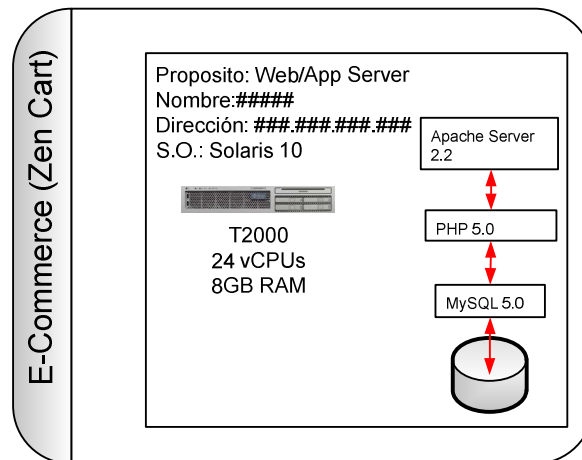 E-Commerce (Zen Cart)
Proposito: Web/App Server
Nombre:#####
Dirección: ###.###.###.###
S.O.: Solaris 10
T2000
24 vCPUs
8GB RAM
Apache Server
2.2
PHP 5.0
MySQL 5.0